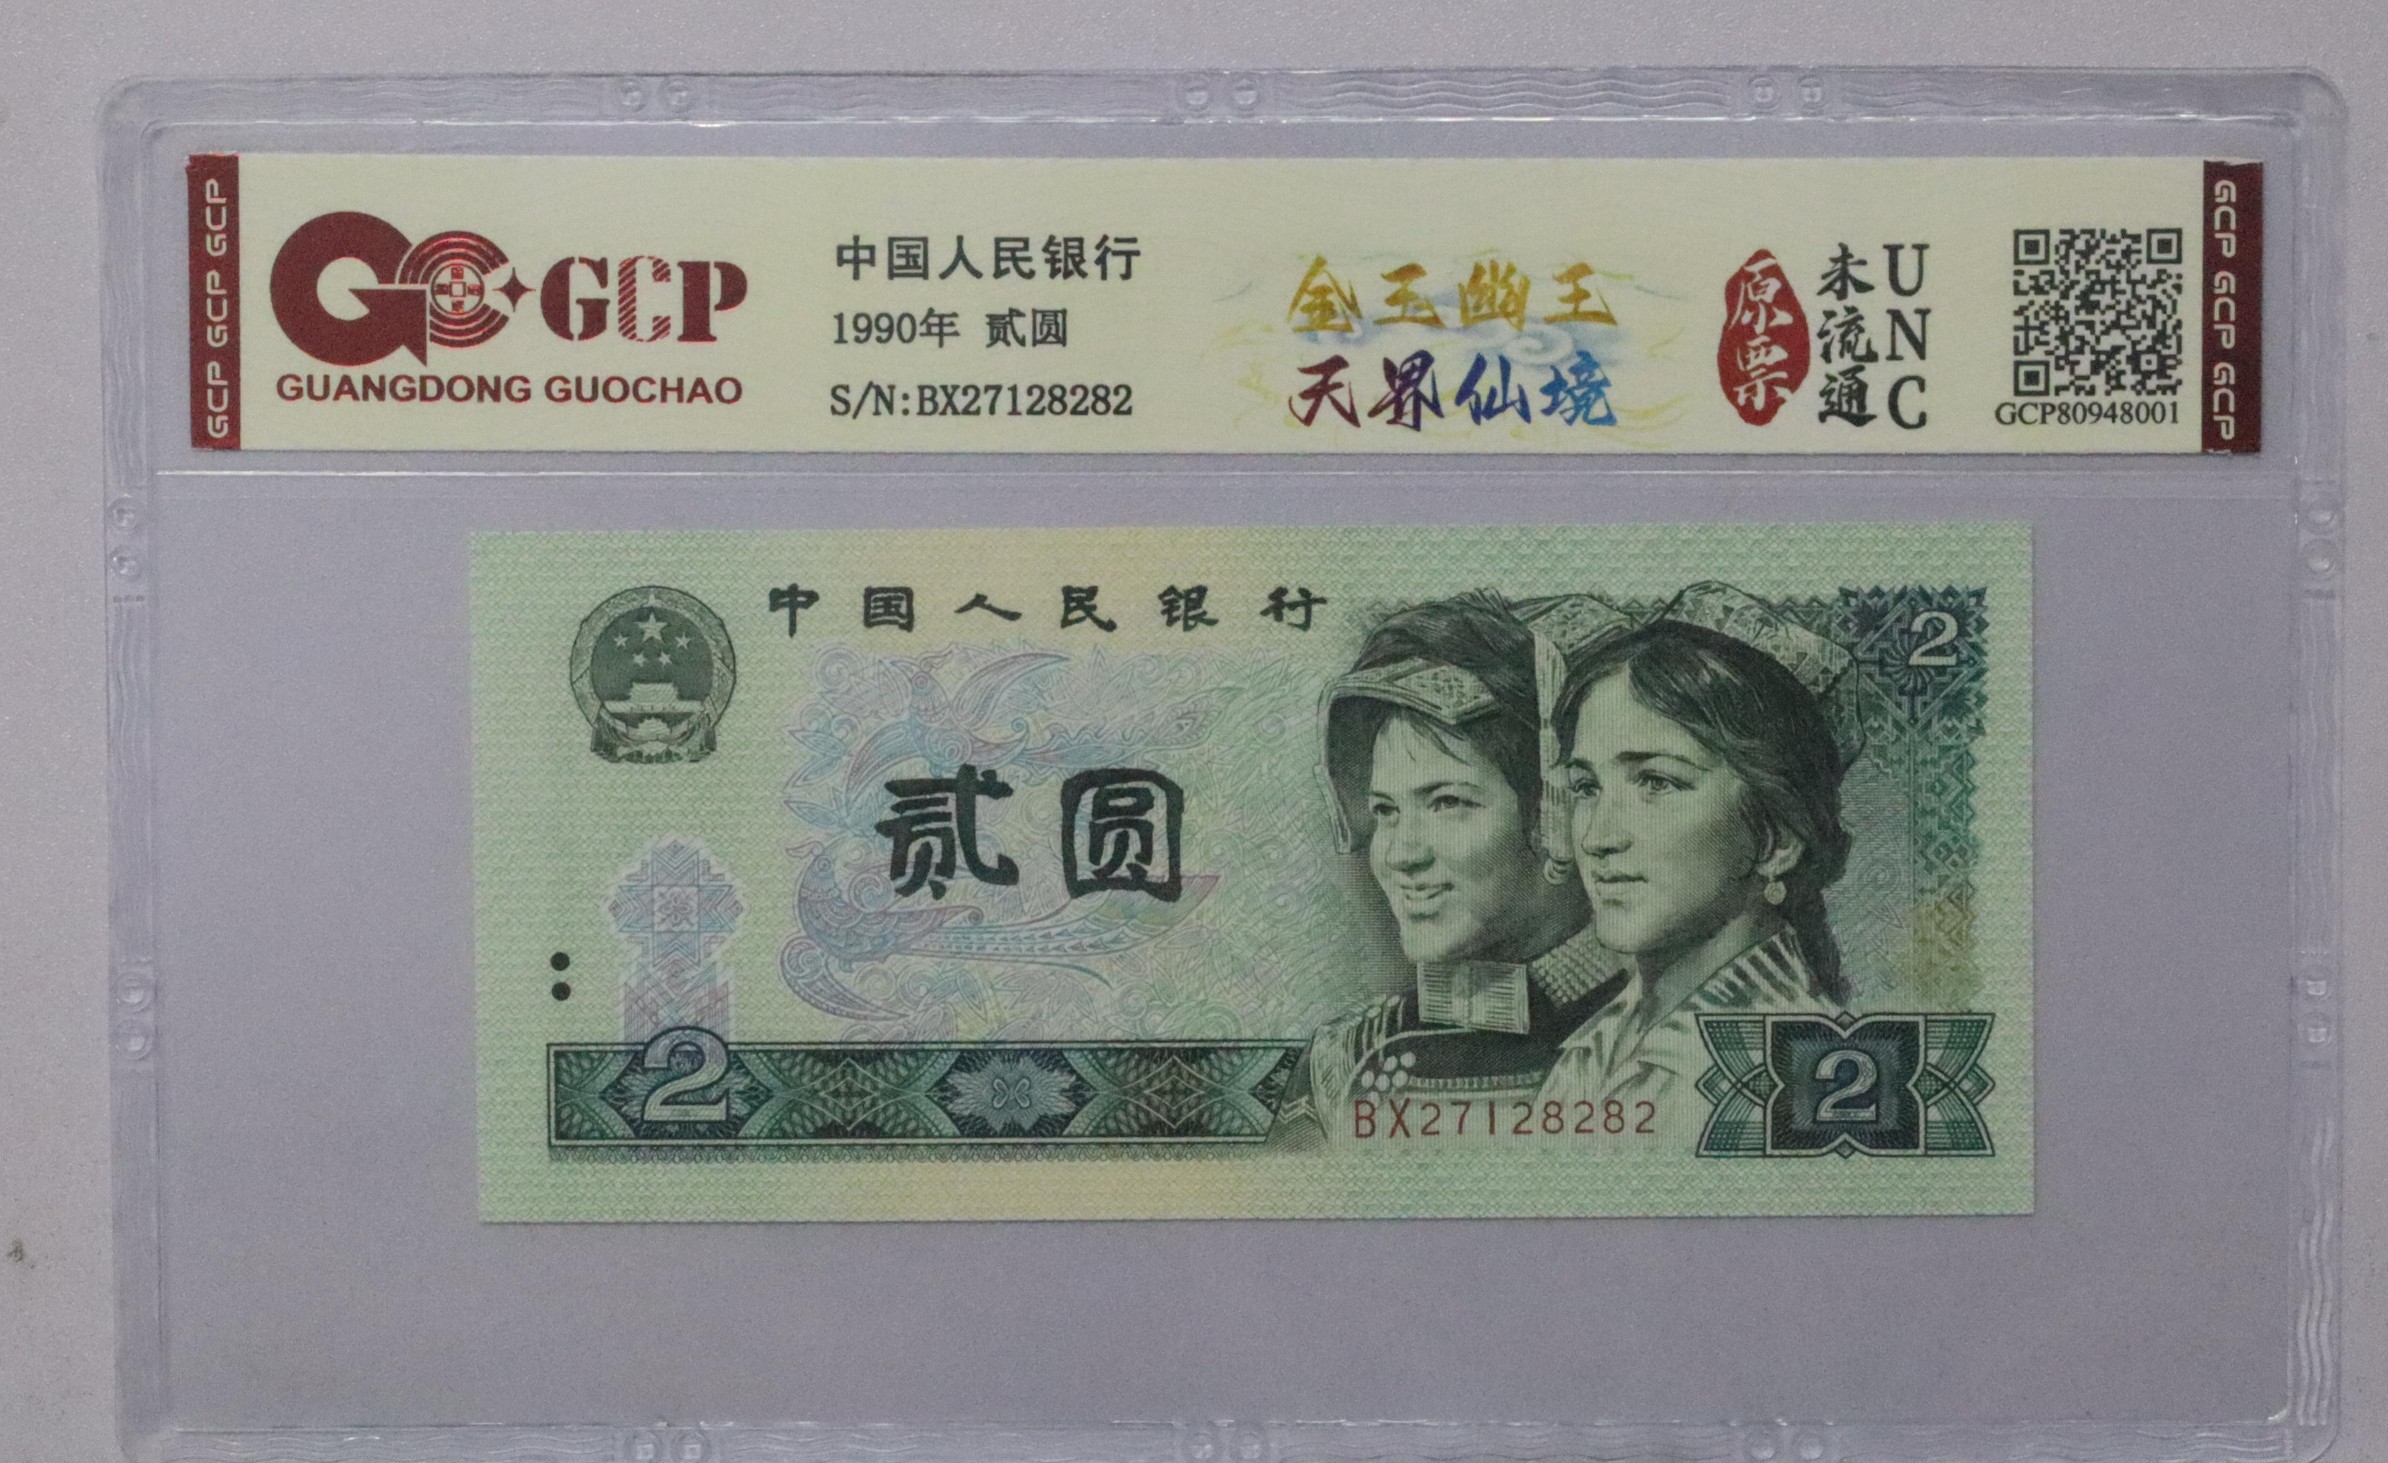 GCP GCP GCP
GCP
GUANGDONG GUOCHAO
中国人民银行
1990年 贰圆
S/N:BX27128282
金玉幽王
天界仙境
原票
未流通
UNC
GCP80948001
GCP GCP GCP
中国人民银行
2
贰圆
2
BX27128282
2